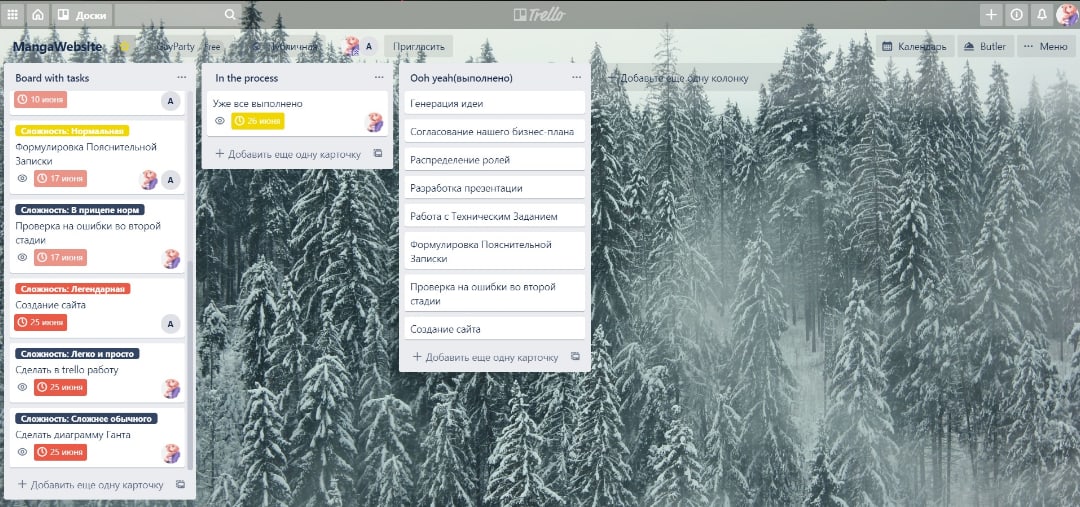 Доски
Trello
MangaWebsite
GuyParty Free
Публичная
A
Пригласить
Календарь
Butler
Меню
Board with tasks
10 июня
A
Сложность: Нормальная
Формулировка Пояснительной
Записки
17 июня
A
Сложность: В прицепе норм
Проверка на ошибки во второй
стадии
17 июня
Сложность: Легендарная
Создание сайта
25 июня
A
Сложность: Легко и просто
Сделать в trello работу
25 июня
Сложность: Сложнее обычного
Сделать диаграмму Ганта
25 июня
Добавить еще одну карточку
In the process
Уже все выполнено
26 июня
Добавить еще одну карточку
Ooh yeah(выполнено)
Генерация идеи
Согласование нашего бизнес-плана
Распределение ролей
Разработка презентации
Работа с Техническим Заданием
Формулировка Пояснительной
Записки
Проверка на ошибки во второй
стадии
Создание сайта
Добавить еще одну карточку
Добавьте еще одну колонку